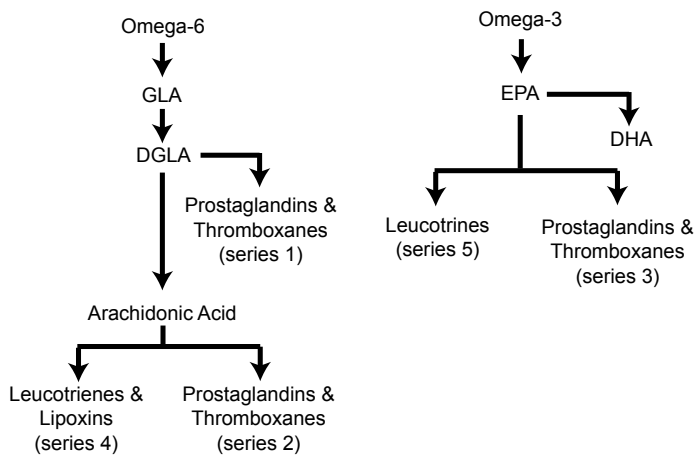 Omega-6
GLA
DGLA
Prostaglandins &
Thromboxanes
(series 1)
Arachidonic Acid
Leucotrienes &
Lipoxins
(series 4)
Prostaglandins &
Thromboxanes
(series 2)
Omega-3
EPA
DHA
Leucotrines
(series 5)
Prostaglandins &
Thromboxanes
(series 3)